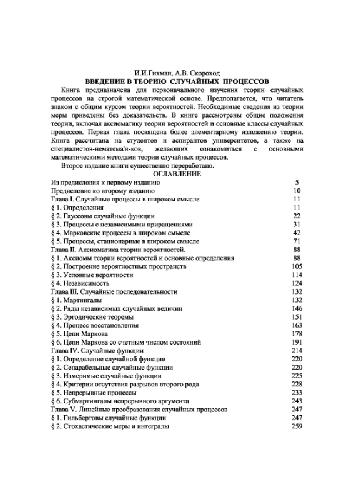 И.И.Гихман, А.В. Скороход
ВВЕДЕНИЕ В ТЕОРИЮ СЛУЧАЙНЫХ ПРОЦЕССОВ
Книга предназначена для первоначального изучения теории случайных
процессов на строгой математической основе. Предполагается, что читатель
знаком с общим курсом теории вероятностей. Необходимые сведения из теории
меры приведены без доказательств. В книге рассмотрены общие положения
теории, включая аксиоматику теории вероятностей и основные классы случайных
процессов. Первая глава посвящена более элементарному изложению теории.
Книга рассчитана на студентов и аспирантов университетов, а также на
специалистов-нематематиков, желающих ознакомиться с основными
математическими методами теории случайных процессов.
Второе издание книги существенно переработано.
ОГЛАВЛЕНИЕ
Из предисловия к первому изданию 5
Предисловие ко второму изданию 10
Глава I. Случайные процессы в широком смысле 11
§ 1. Определения 11
§ 2. Гауссовы случайные функции 22
§ 3. Процессы с независимыми приращениями 31
§ 4. Марковские процессы в широком смысле 47
§ 5. Процессы, стационарные в широком смысле 71
Глава II. Аксиоматика теории вероятностей. 88
§ 1. Аксиомы теории вероятностей и основные определения 88
§ 2. Построение вероятностных пространств 105
§ 3. Условные вероятности 114
§ 4. Независимость 124
Глава III. Случайные последовательности 132
§ 1. Мартингалы 132
§ 2. Ряды независимых случайных величин 146
§ 3. Эргодические теоремы 151
§ 4. Процесс восстановления 163
§ 5. Цепи Маркова 178
§ 6. Цепи Маркова со счетным числом состояний 191
Глава IV. Случайные функции 214
§ 1. Определения случайной функции 220
§ 2. Сепарабельные случайные функции 220
§ 3. Измеримые случайные функции 225
§ 4. Критерии отсутствия разрывов второго рода 228
§ 5. Непрерывные процессы 233
§ 6. Субмартингалы непрерывного аргумента 243
Глава V. Линейные преобразования случайных процессов 247
§ 1. Гильбертовы случайные функции 247
§ 2. Стохастические меры и интегралы 259